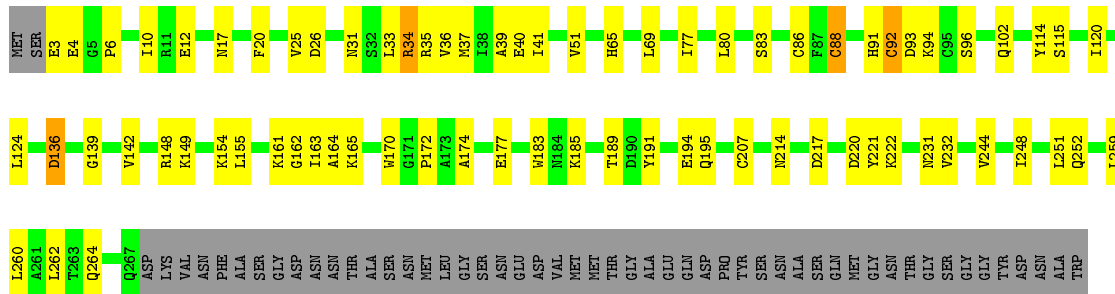 MET SER E3 E4 G5 P6 I10 R11 E12 N17 F20 V25 D26 N31 S32 L33 R34 R35 V36 M37 I38 A39 E40 I41 V51 H65 L69 I77 L80 S83 C86 F87 C88 H91 C92 D93 K94 C95 S96 Q102 Y114 S115 I120
L124 D136 G139 V142 R148 K149 K154 L155 K161 G162 I163 A164 K165 W170 G171 P172 A173 A174 E177 W183 N184 K185 T189 D190 Y191 E194 Q195 C207 N214 D217 D220 Y221 K222 N231 V232 V244 I248 L251 Q252 L259
L260 A261 L262 T263 Q264 Q267 ASP LYS VAL ASN PHE ALA SER GLY ASP ASN ASN THR ALA SER ASN MET LEU GLY SER ASN GLU ASP VAL MET MET THR GLY ALA GLU GLN ASP PRO TYR SER ASN ALA SER GLN MET GLY ASN THR GLY SER GLY GLY TYR ASP ASN ALA TRP